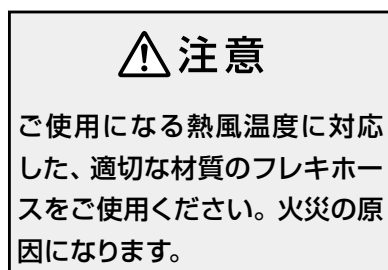 注意
ご使用になる熱風温度に対応
した、適切な材質のフレキホー
スをご使用ください。火災の原
因になります。